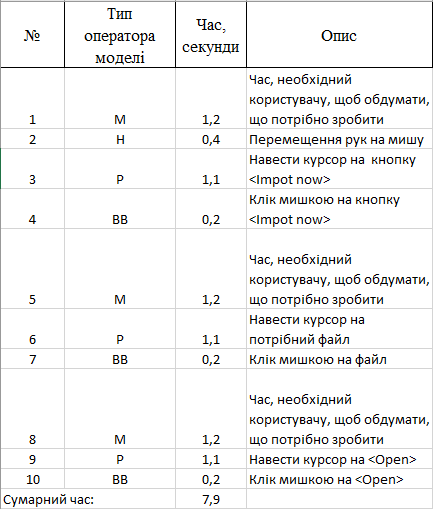 № Тип оператора моделі Час, секунди Опис
1 M 1,2 Час, необхідний користувачу, щоб обдумати, що потрібно зробити
2 H 0,4 Перемещення рук на мишу
3 P 1,1 Навести курсор на кнопку <Impot now>
4 BB 0,2 Клік мишкою на кнопку <Impot now>
5 M 1,2 Час, необхідний користувачу, щоб обдумати, що потрібно зробити
6 P 1,1 Навести курсор на потрібний файл
7 BB 0,2 Клік мишкою на файл
8 M 1,2 Час, необхідний користувачу, щоб обдумати, що потрібно зробити
9 P 1,1 Навести курсор на <Open>
10 BB 0,2 Клік мишкою на <Open>
Сумарний час: 7,9